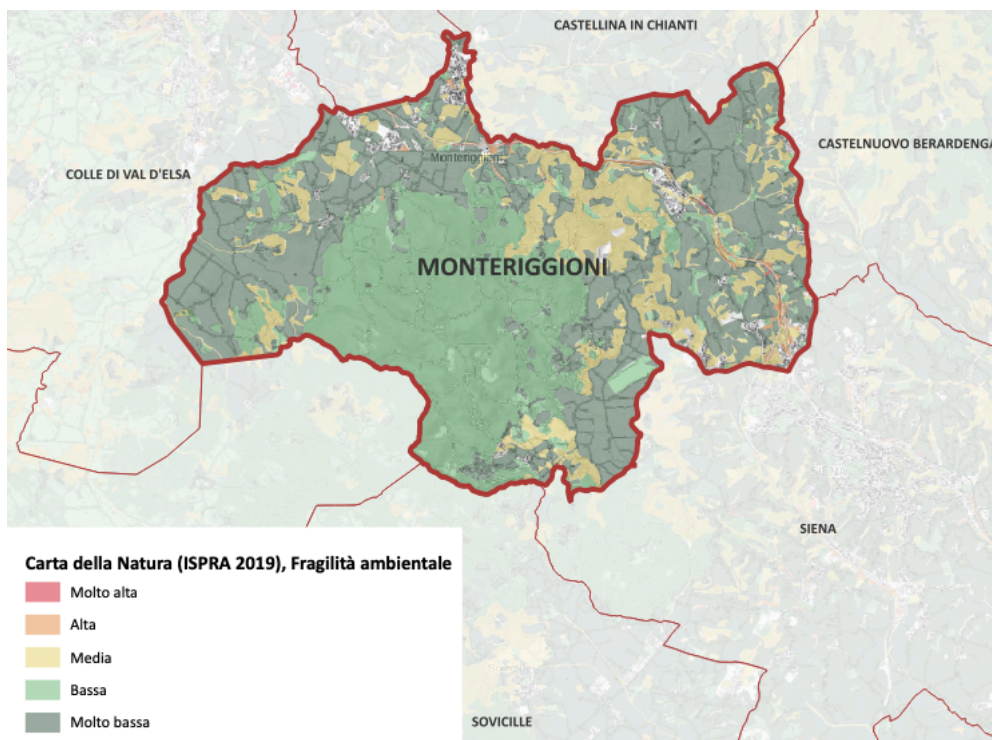 CASTELLINA IN CHIANTI
CASTELNUOVO BERARDENGA
Monteriggioni
COLLE DI VAL D'ELSA
MONTERIGGIONI
SIENA
Carta della Natura (ISPRA 2019), Fragilità ambientale
Molto alta
Alta
Media
Bassa
Molto bassa
SOVICILLE